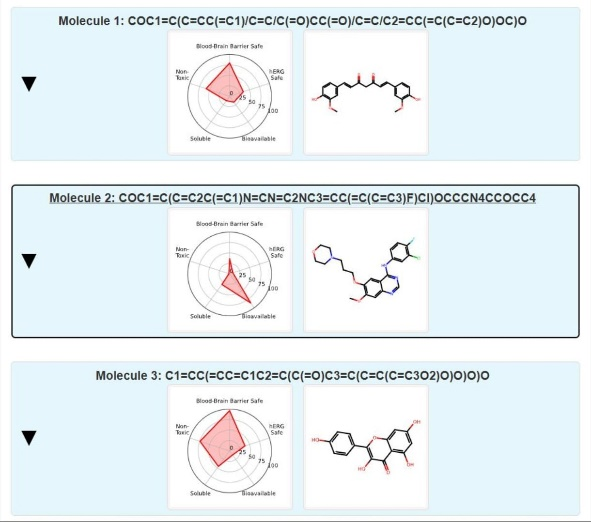 Molecule 1: COC1=C(C=CC(=C1)/C=C/C(=O)CC(=O)/C=C/C2=CC(=C(C=C2)O)OC)O
Blood-Brain Barrier Safe
Non-
Toxic
hERG
Safe
0
25
50
75
100
Soluble
Bioavailable
HO
O
O
O
O
OH
Molecule 2: COC1=C(C=C2C(=C1)N=CN=C2NC3=CC(=C(C=C3)F)Cl)OCCCN4CCOCC4
Blood-Brain Barrier Safe
Non-
Toxic
hERG
Safe
0
25
50
75
100
Soluble
Bioavailable
O
N
HN
N
N
O
O
Molecule 3: C1=CC(=CC=C1C2=C(C(=O)C3=C(C=C(C=C3O2)O)O)O)O
Blood-Brain Barrier Safe
Non-
Toxic
hERG
Safe
0
25
50
75
100
Soluble
Bioavailable
OH
HO
O
HO
O
OH